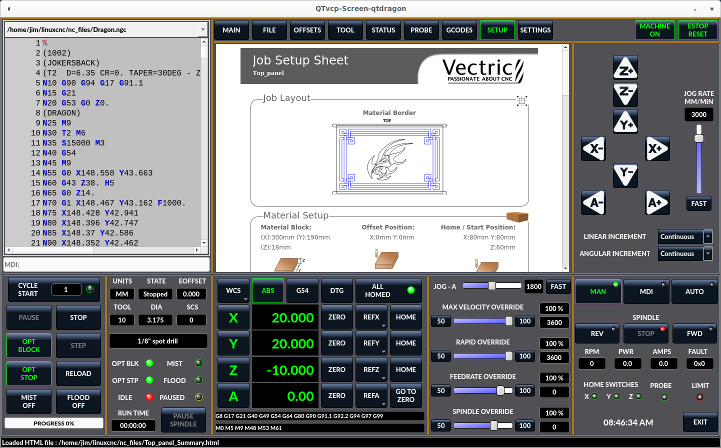 QTvcp-Screen-qtdragon
/home/jim/linuxcnc/nc_files/Dragon.ngc
MAIN FILE OFFSETS TOOL STATUS PROBE GCODES SETUP SETTINGS
MACHINE ON
ESTOP RESET
1 %
2 (1002)
3 (JOKERSBACK)
4 (T2 D=6.35 CR=0. TAPER=30DEG - Z
5 N10 G90 G94 G17 G91.1
6 N15 G21
7 N20 G53 G0 Z0.
8 (DRAGON)
9 N25 M9
10 N30 T2 M6
11 N35 S15000 M3
12 N40 G54
13 N45 M9
14 N55 G0 X148.558 Y43.663
15 N60 G43 Z38. H5
16 N65 G0 Z14.
17 N70 G1 X148.467 Y43.162 F1000.
18 N75 X148.428 Y42.941
19 N80 X148.396 Y42.747
20 N85 X148.37 Y42.586
21 N90 X148.352 Y42.462
MDI:
Job Setup Sheet
Top_panel
Vectric
PASSIONATE ABOUT CNC
Job Layout
Material Border
TOP
Material Setup
Material Block: Offset Position: Home / Start Position:
(X):300mm (Y):190mm X:0mm Y:0mm X:80mm Y:80mm
(Z):18mm Z:60mm
Z+
Z-
Y+
X- X+
Y-
A- A+
JOG RATE
MM/MIN
3000
FAST
LINEAR INCREMENT Continuous
ANGULAR INCREMENT Continuous
CYCLE START 1
PAUSE STOP
OPT BLOCK STEP
OPT STOP RELOAD
MIST OFF FLOOD OFF
PROGRESS 0%
UNITS STATE EOFFSET
MM Stopped 0.000
TOOL DIA SCS
10 3.175 0
1/8" spot drill
OPT BLK MIST
OPT STP FLOOD
IDLE PAUSED
RUN TIME
00:00:00
PAUSE SPINDLE
WCS ABS G54 DTG ALL HOMED
X 20.000 ZERO REFX HOME
Y 20.000 ZERO REFY HOME
Z -10.000 ZERO REFZ HOME
A 0.00 ZERO REFA GO TO ZERO
G8 G17 G21 G40 G49 G54 G64 G80 G90 G91.1 G92.2 G94 G97 G99
M0 M5 M9 M48 M53 M61
JOG - A 1800 FAST
MAX VELOCITY OVERRIDE 100 %
50 100 3600
RAPID OVERRIDE 100 %
50 100 3600
FEEDRATE OVERRIDE 100 %
50 100 0
SPINDLE OVERRIDE 100 %
50 100 0
MAN MDI AUTO
SPINDLE
REV STOP FWD
RPM PWR AMPS FAULT
0 0.0 0.0 0x0
HOME SWITCHES PROBE LIMIT
X Y Z
08:46:34 AM
EXIT
Loaded HTML file : /home/jim/linuxcnc/nc_files/Top_panel_Summary.html